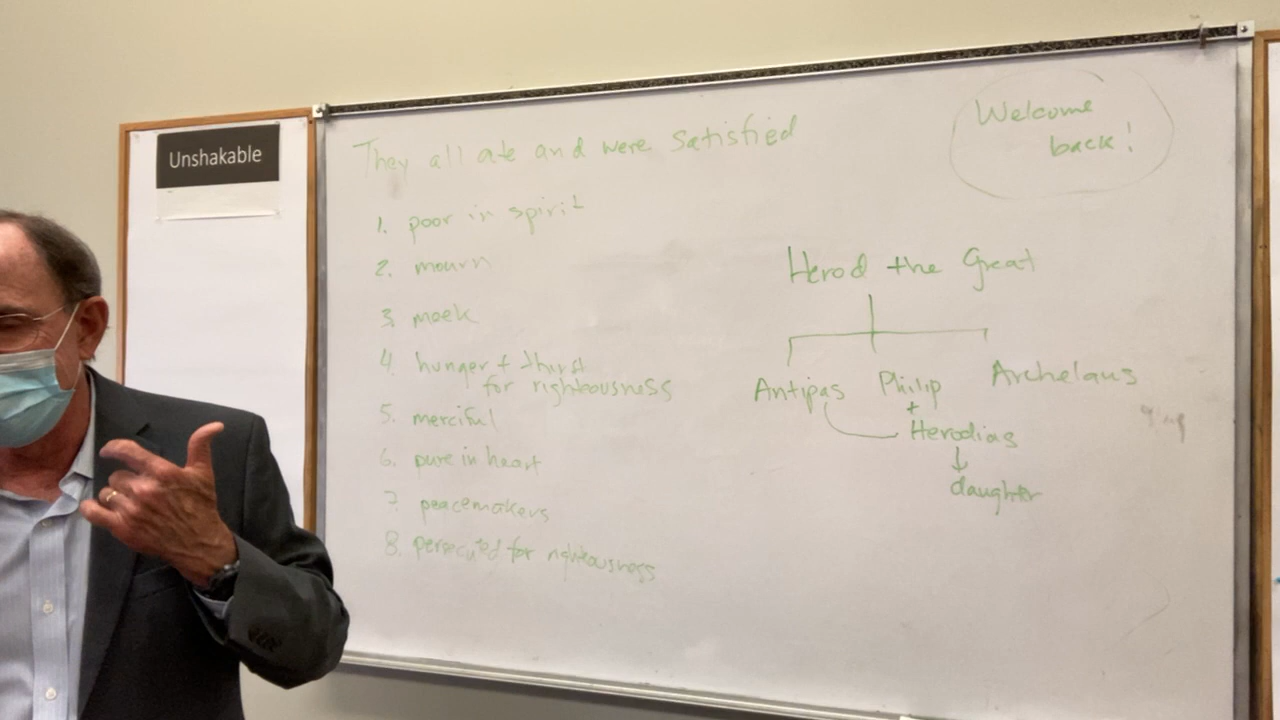 Unshakable
They all ate and were satisfied
1. poor in spirit
2. mourn
3. meek
4. hunger + thirst
for righteousness
5. merciful
6. pure in heart
7. peacemakers
8. persecuted for righteousness
Welcome
back!
Herod the Great
Antipas Philip Archelaus
+
Herodias
↓
daughter